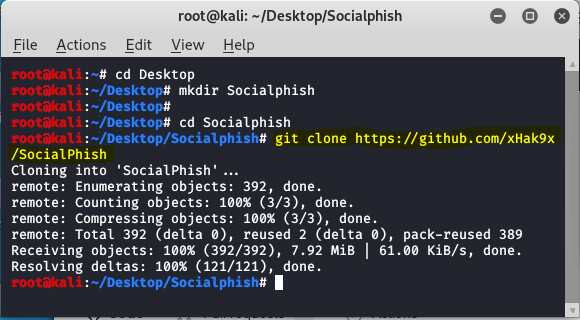 root@kali: ~/Desktop/Socialphish
File Actions Edit View Help
root@kali:~# cd Desktop
root@kali:~/Desktop# mkdir Socialphish
root@kali:~/Desktop#
root@kali:~/Desktop# cd Socialphish
root@kali:~/Desktop/Socialphish# git clone https://github.com/xHak9x
/SocialPhish
Cloning into 'SocialPhish'...
remote: Enumerating objects: 392, done.
remote: Counting objects: 100% (3/3), done.
remote: Compressing objects: 100% (3/3), done.
remote: Total 392 (delta 0), reused 2 (delta 0), pack-reused 389
Receiving objects: 100% (392/392), 7.92 MiB | 61.00 KiB/s, done.
Resolving deltas: 100% (121/121), done.
root@kali:~/Desktop/Socialphish#